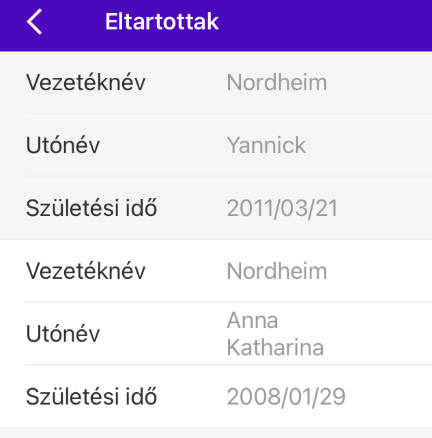 Eltartottak
Vezetéknév Nordheim
Utónév Yannick
Születési idő 2011/03/21
Vezetéknév Nordheim
Utónév Anna
Katharina
Születési idő 2008/01/29